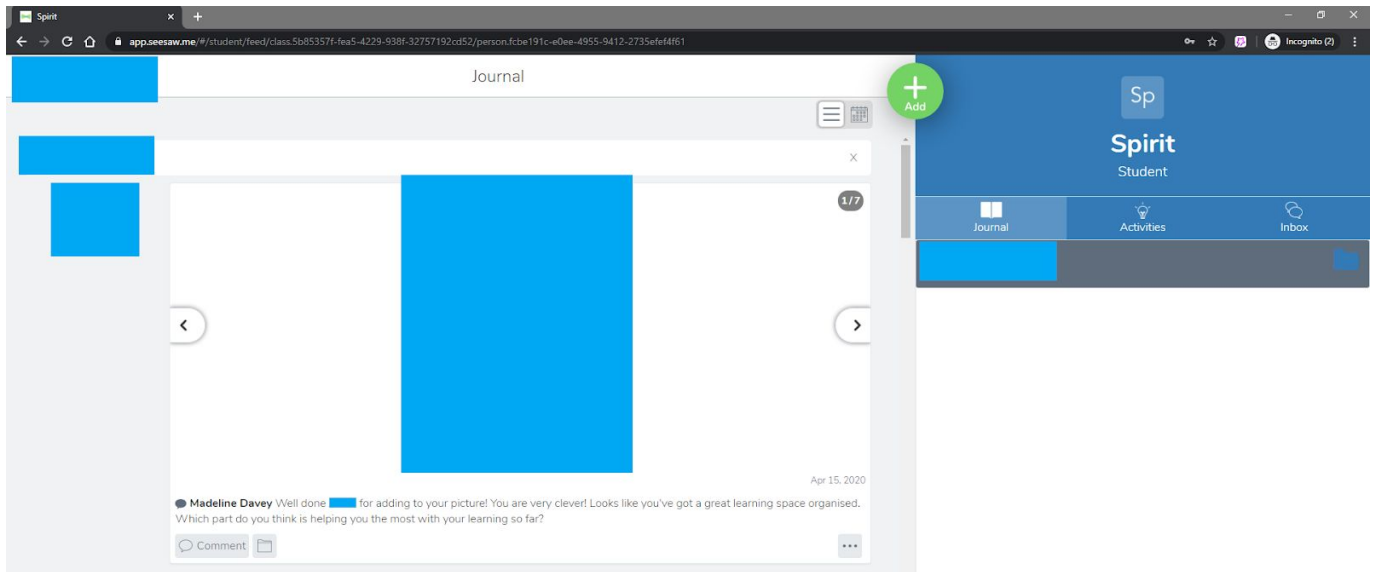 Spirit
app.seesaw.me/#/student/feed/class.5b85357f-fea5-4229-938f-32757192cd52/person.fcbe191c-e0ee-4955-9412-2735efef4f61
Incognito (2)
Journal
Add
X
1/7
Apr 15, 2020
Madeline Davey Well done for adding to your picture! You are very clever! Looks like you've got a great learning space organised.
Which part do you think is helping you the most with your learning so far?
Comment
Sp
Spirit
Student
Journal Activities Inbox